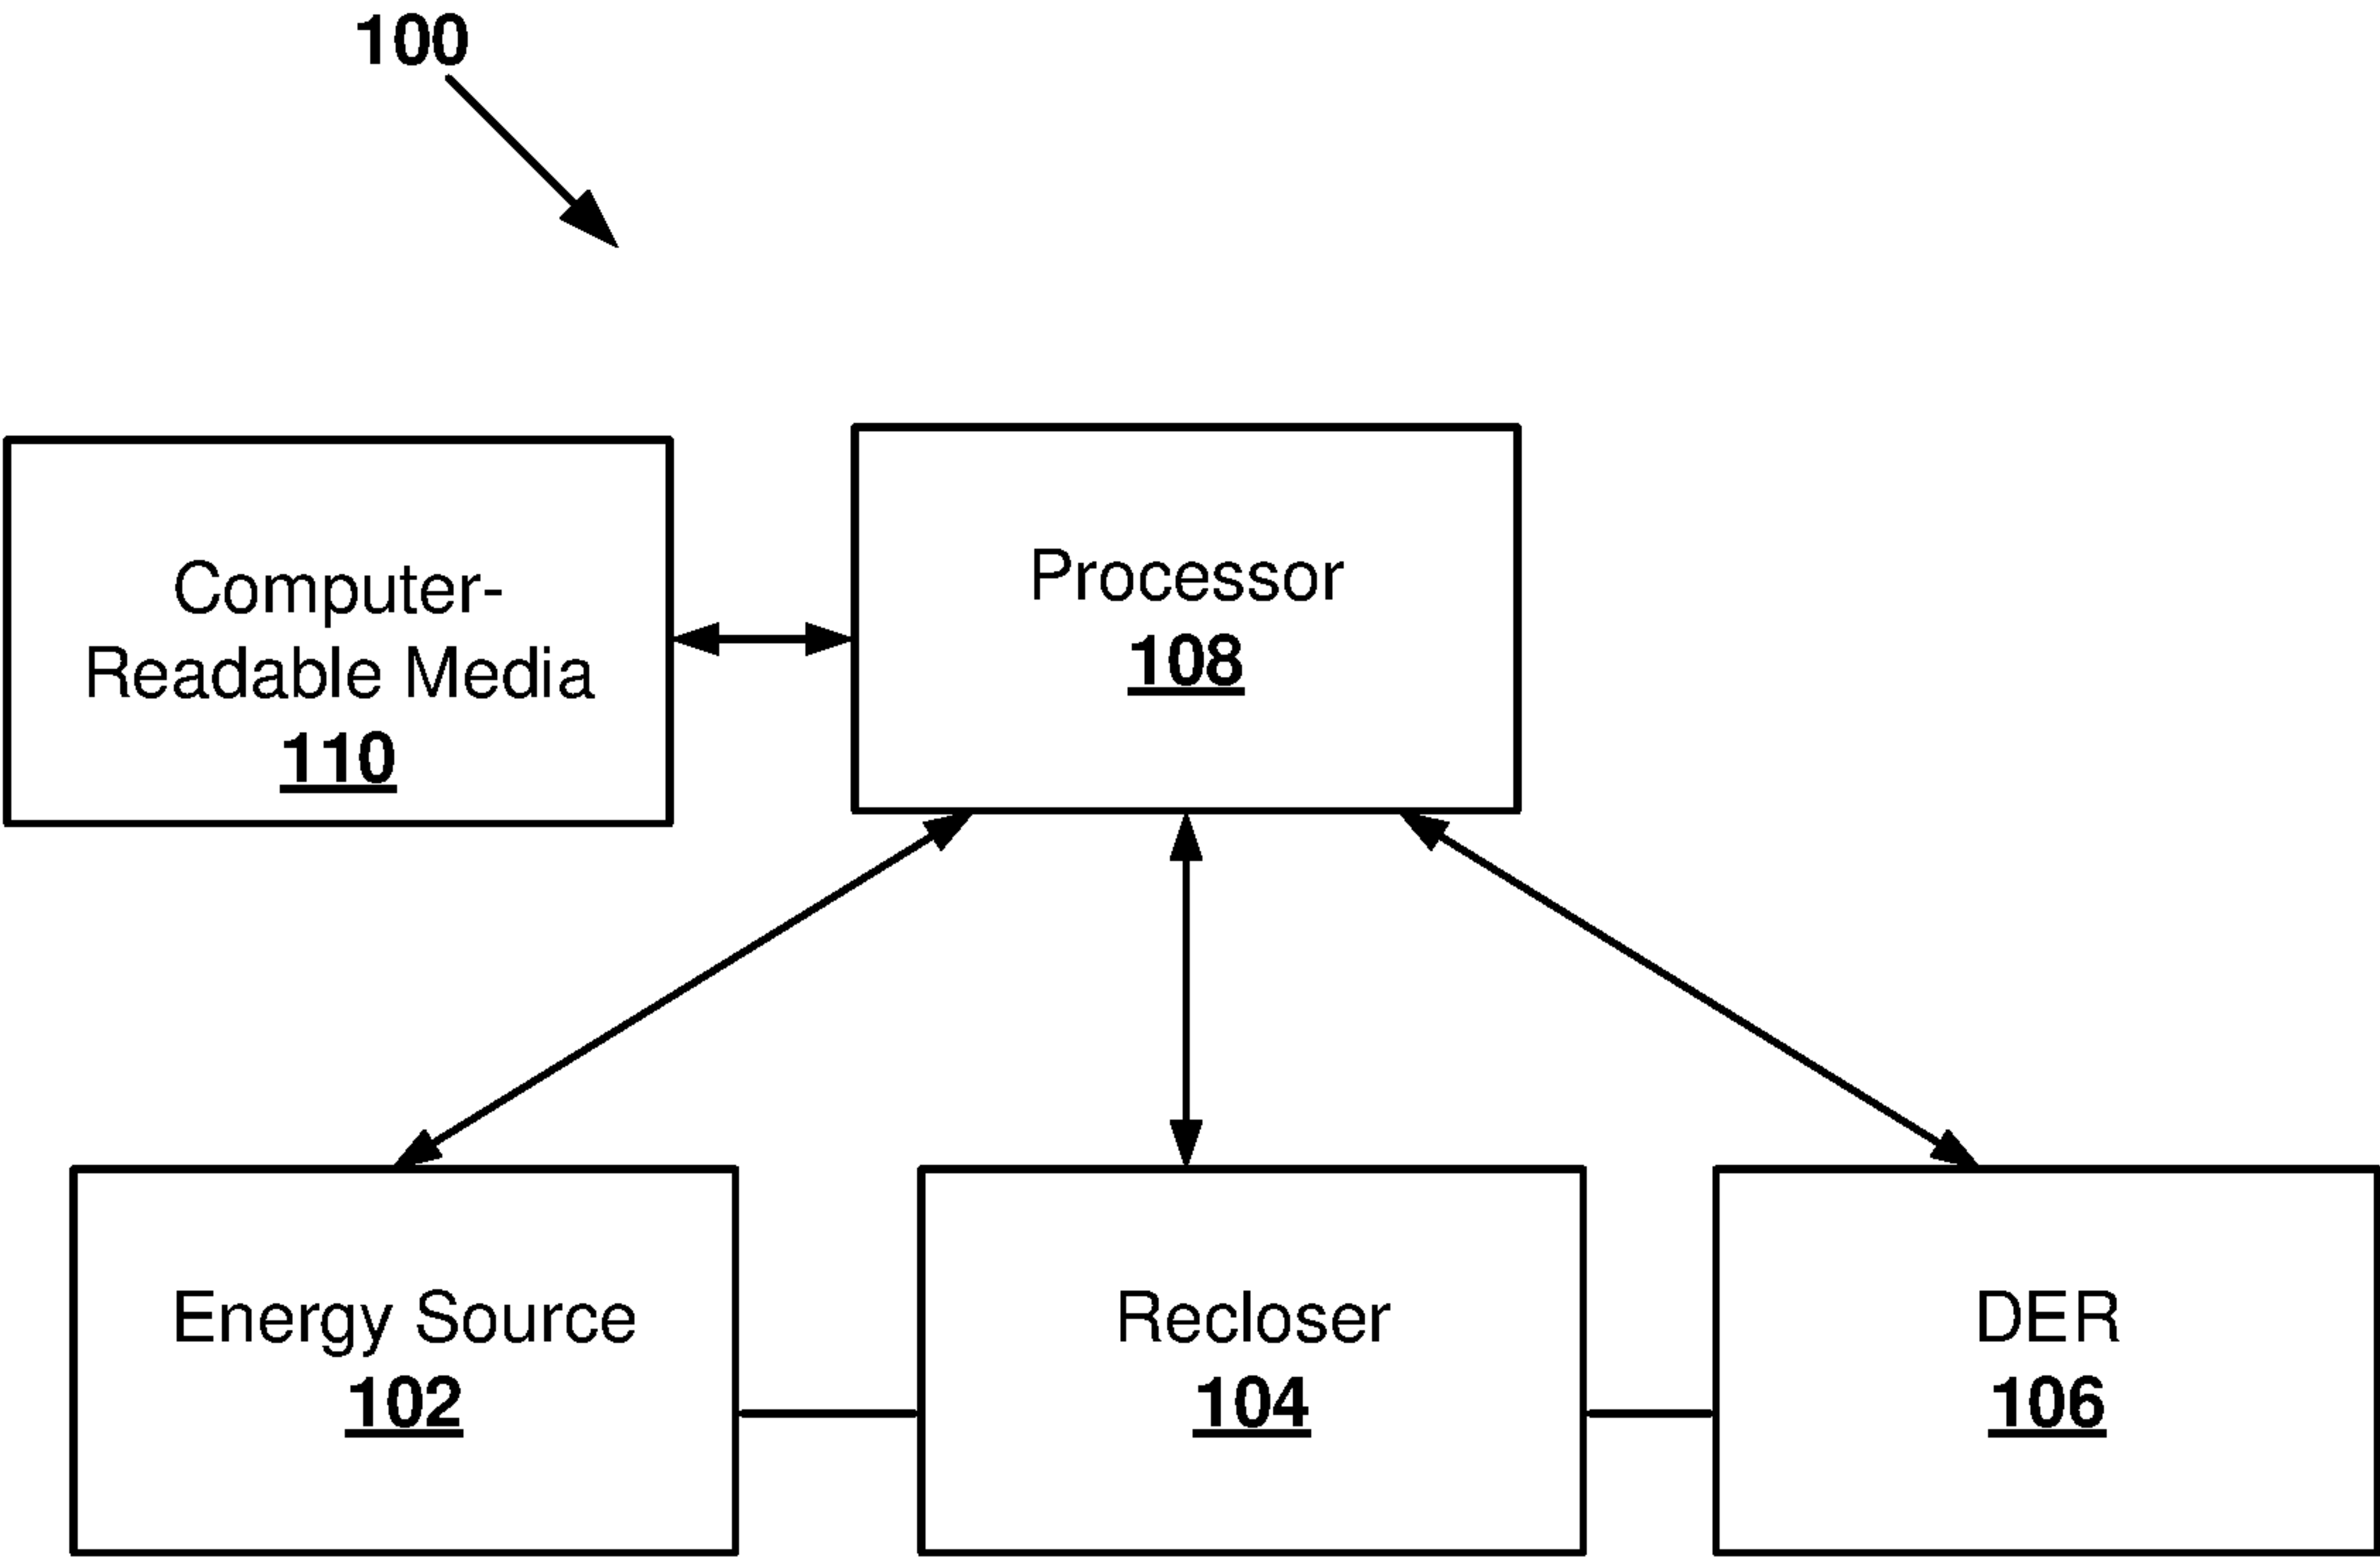 100
Computer-
Readable Media
110
Processor
108
Energy Source
102
Recloser
104
DER
106